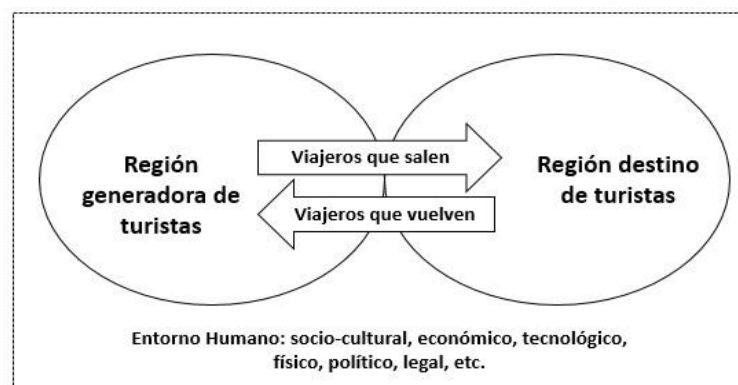 Región
generadora de
turistas
Viajeros que salen
Viajeros que vuelven
Región destino
de turistas
Entorno Humano: socio-cultural, económico, tecnológico,
físico, político, legal, etc.